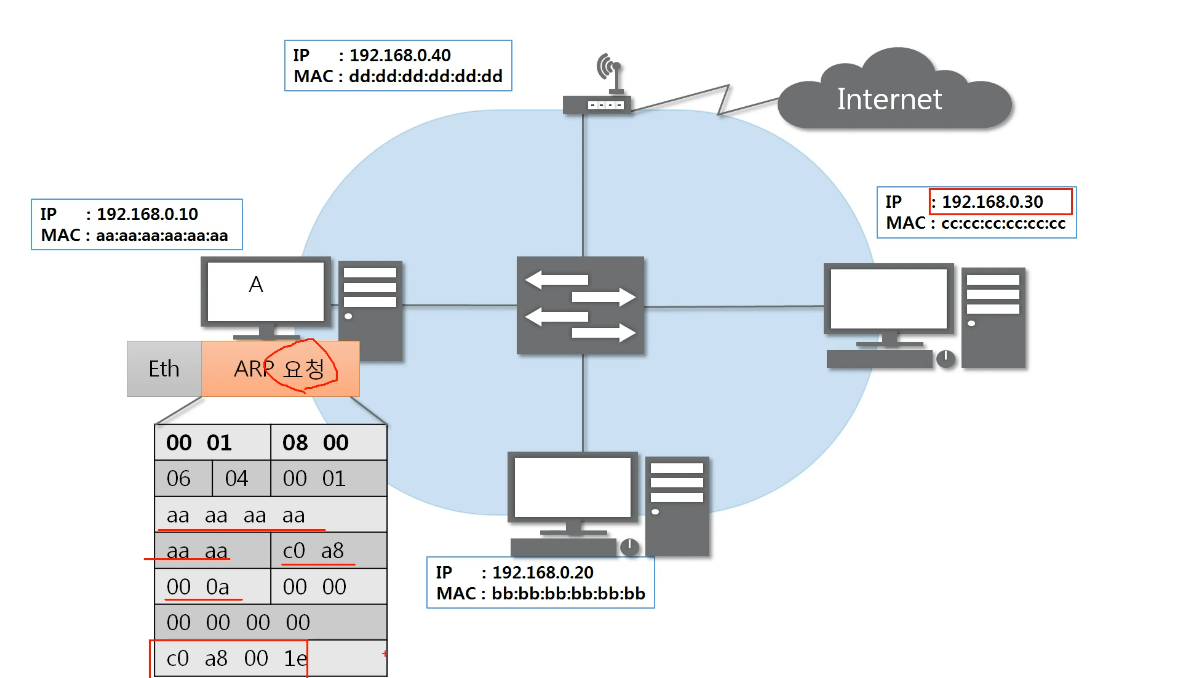 IP : 192.168.0.40
MAC : dd:dd:dd:dd:dd:dd
Internet
IP : 192.168.0.10
MAC : aa:aa:aa:aa:aa:aa
IP : 192.168.0.30
MAC : cc:cc:cc:cc:cc:cc
A
Eth ARP 요청
00 01 08 00
06 04 00 01
aa aa aa aa
aa aa c0 a8
00 0a 00 00
00 00 00 00
c0 a8 00 1e
IP : 192.168.0.20
MAC : bb:bb:bb:bb:bb:bb